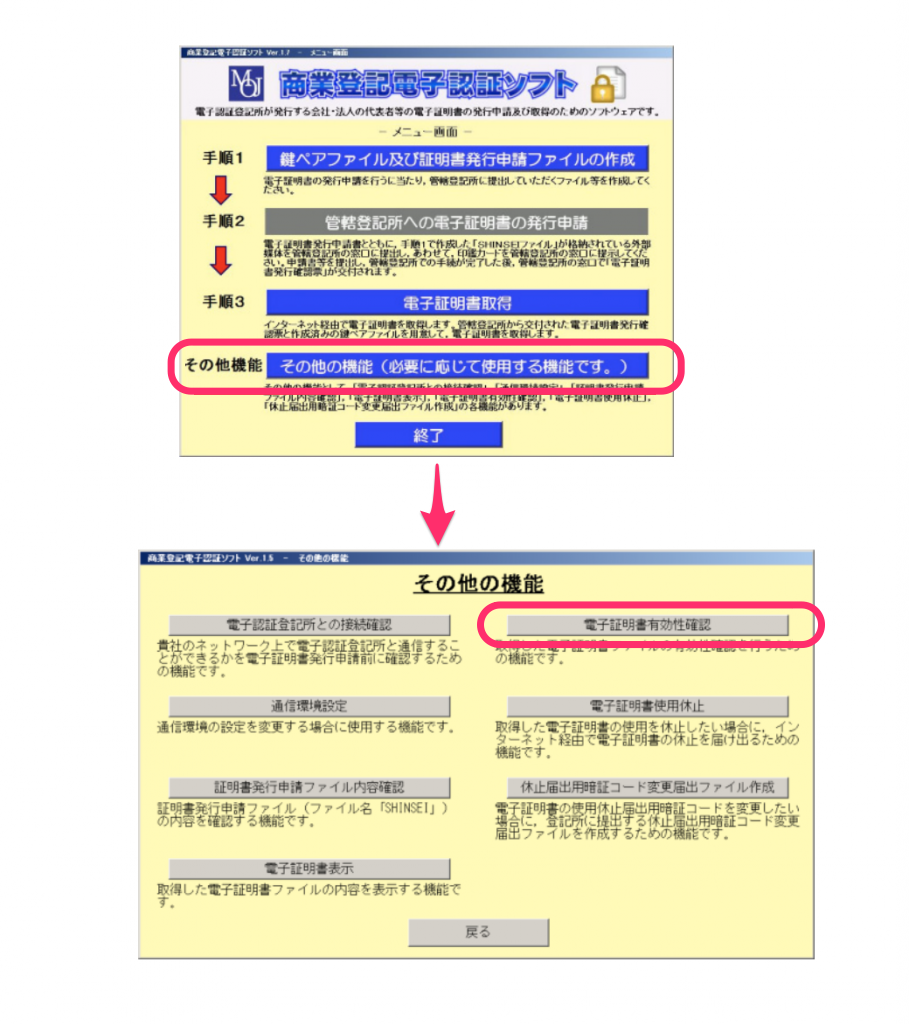 商業登記電子認証ソフト Ver.1.7 － メニュー画面
MOJ 商業登記電子認証ソフト
電子認証登記所が発行する会社・法人の代表者等の電子証明書の発行申請及び取得のためのソフトウェアです。
－ メニュー画面 －
手順1 鍵ペアファイル及び証明書発行申請ファイルの作成
電子証明書の発行申請を行うに当たり，管轄登記所に提出していただくファイル等を作成してく
ださい。
手順2 管轄登記所への電子証明書の発行申請
電子証明書発行申請書とともに，手順1で作成した「SHINSEIファイル」が格納されている外部
媒体を管轄登記所の窓口に提出し，あわせて，印鑑カードを管轄登記所の窓口に提示してくだ
さい。申請書等を提出し，管轄登記所での手続が完了した後，管轄登記所の窓口で「電子証明
書発行確認票」が交付されます。
手順3 電子証明書取得
インターネット経由で電子証明書を取得します。管轄登記所から交付された電子証明書発行確
認票と作成済みの鍵ペアファイルを用意して，電子証明書を取得します。
その他機能 その他の機能（必要に応じて使用する機能です。）
その他の機能として，「電子認証登記所との接続確認」，「通信環境設定」，「証明書発行申請
ファイル内容確認」，「電子証明書表示」，「電子証明書有効性確認」，「電子証明書使用休止」，
「休止届出用暗証コード変更届出ファイル作成」の各機能があります。
終了
商業登記電子認証ソフト Ver.1.5 － その他の機能
その他の機能
電子認証登記所との接続確認
貴社のネットワーク上で電子認証登記所と通信するこ
とができるかを電子証明書発行申請前に確認するため
の機能です。
通信環境設定
通信環境の設定を変更する場合に使用する機能です。
証明書発行申請ファイル内容確認
証明書発行申請ファイル（ファイル名「SHINSEI」）
の内容を確認する機能です。
電子証明書表示
取得した電子証明書ファイルの内容を表示する機能で
す。
電子証明書有効性確認
取得した電子証明書ファイルの有効性確認を行うため
の機能です。
電子証明書使用休止
取得した電子証明書の使用を休止したい場合に，イン
ターネット経由で電子証明書の休止を届け出るための
機能です。
休止届出用暗証コード変更届出ファイル作成
電子証明書の使用休止届出用暗証コードを変更したい
場合に，登記所に提出する休止届出用暗証コード変更
届出ファイルを作成するための機能です。
戻る